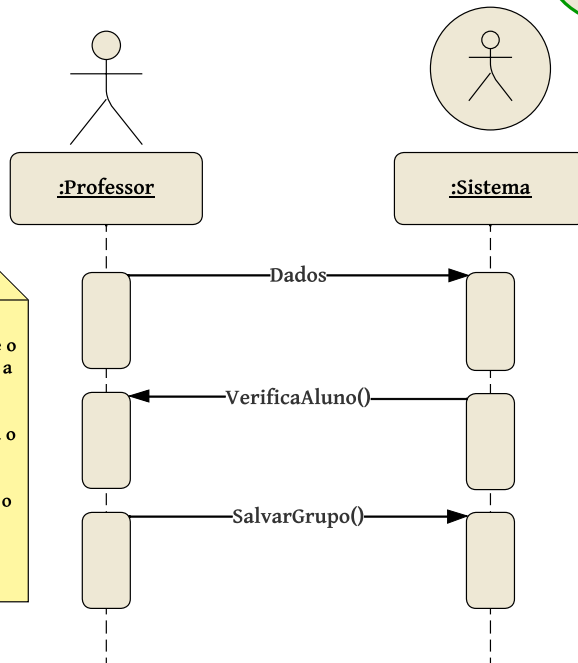 :Professor
:Sistema
Dados
VerificaAluno()
SalvarGrupo()
o
a
o
o